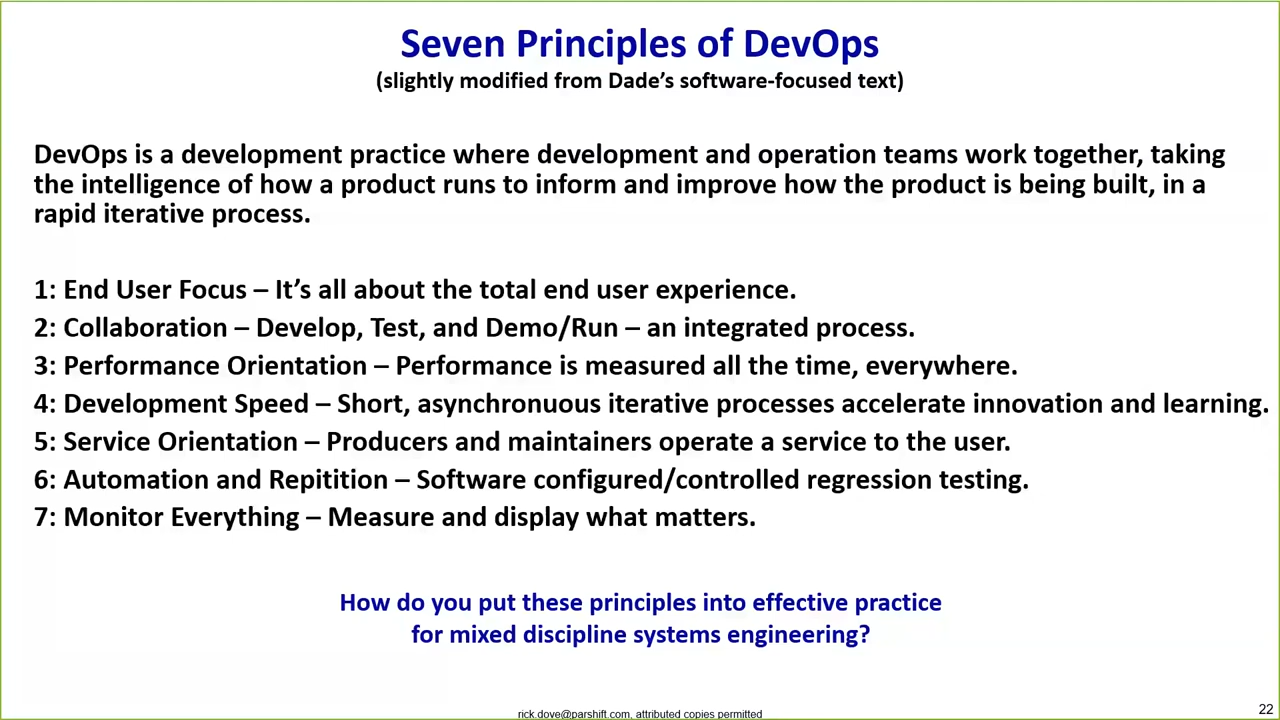 Seven Principles of DevOps
(slightly modified from Dade's software-focused text)
DevOps is a development practice where development and operation teams work together, taking
the intelligence of how a product runs to inform and improve how the product is being built, in a
rapid iterative process.
1: End User Focus – It's all about the total end user experience.
2: Collaboration – Develop, Test, and Demo/Run – an integrated process.
3: Performance Orientation – Performance is measured all the time, everywhere.
4: Development Speed – Short, asynchronuous iterative processes accelerate innovation and learning.
5: Service Orientation – Producers and maintainers operate a service to the user.
6: Automation and Repitition – Software configured/controlled regression testing.
7: Monitor Everything – Measure and display what matters.
How do you put these principles into effective practice
for mixed discipline systems engineering?
rick.dove@parshift.com, attributed copies permitted
22